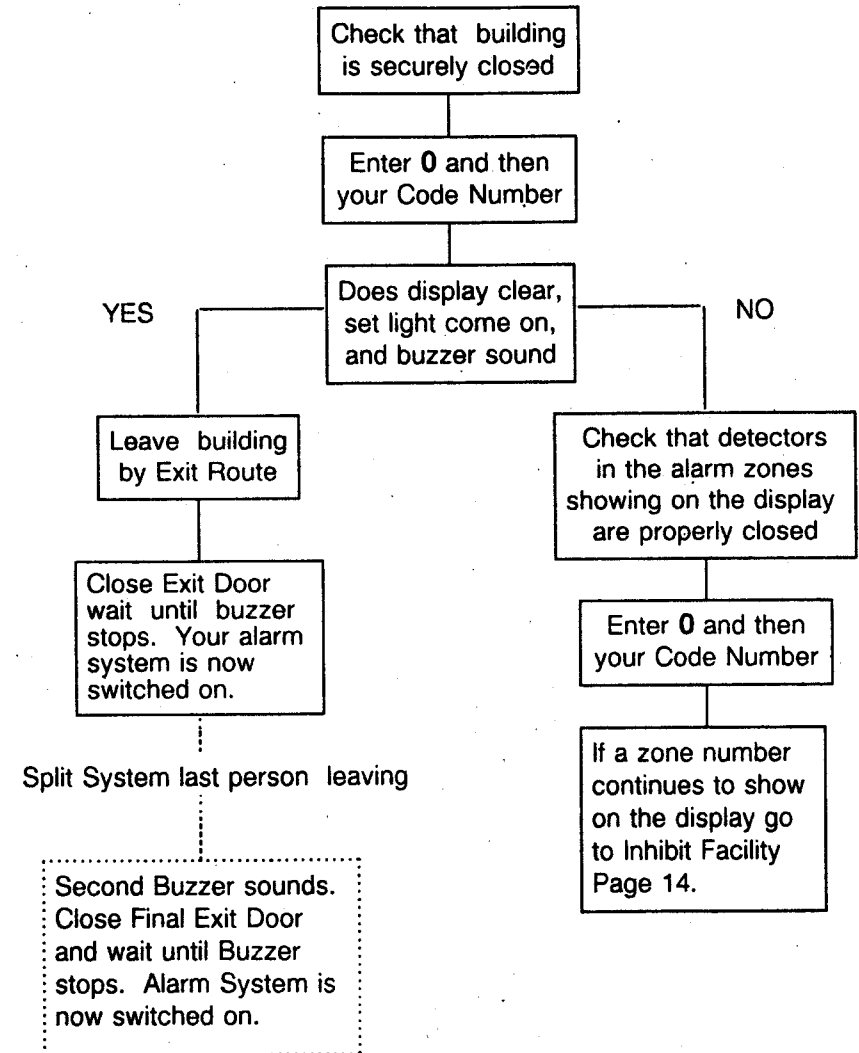 Check that building
is securely closed
Enter 0 and then
your Code Number
Does display clear,
set light come on,
and buzzer sound
YES
NO
Leave building
by Exit Route
Close Exit Door
wait until buzzer
stops. Your alarm
system is now
switched on.
Split System last person leaving
Second Buzzer sounds.
Close Final Exit Door
and wait until Buzzer
stops. Alarm System is
now switched on.
Check that detectors
in the alarm zones
showing on the display
are properly closed
Enter 0 and then
your Code Number
If a zone number
continues to show
on the display go
to Inhibit Facility
Page 14.